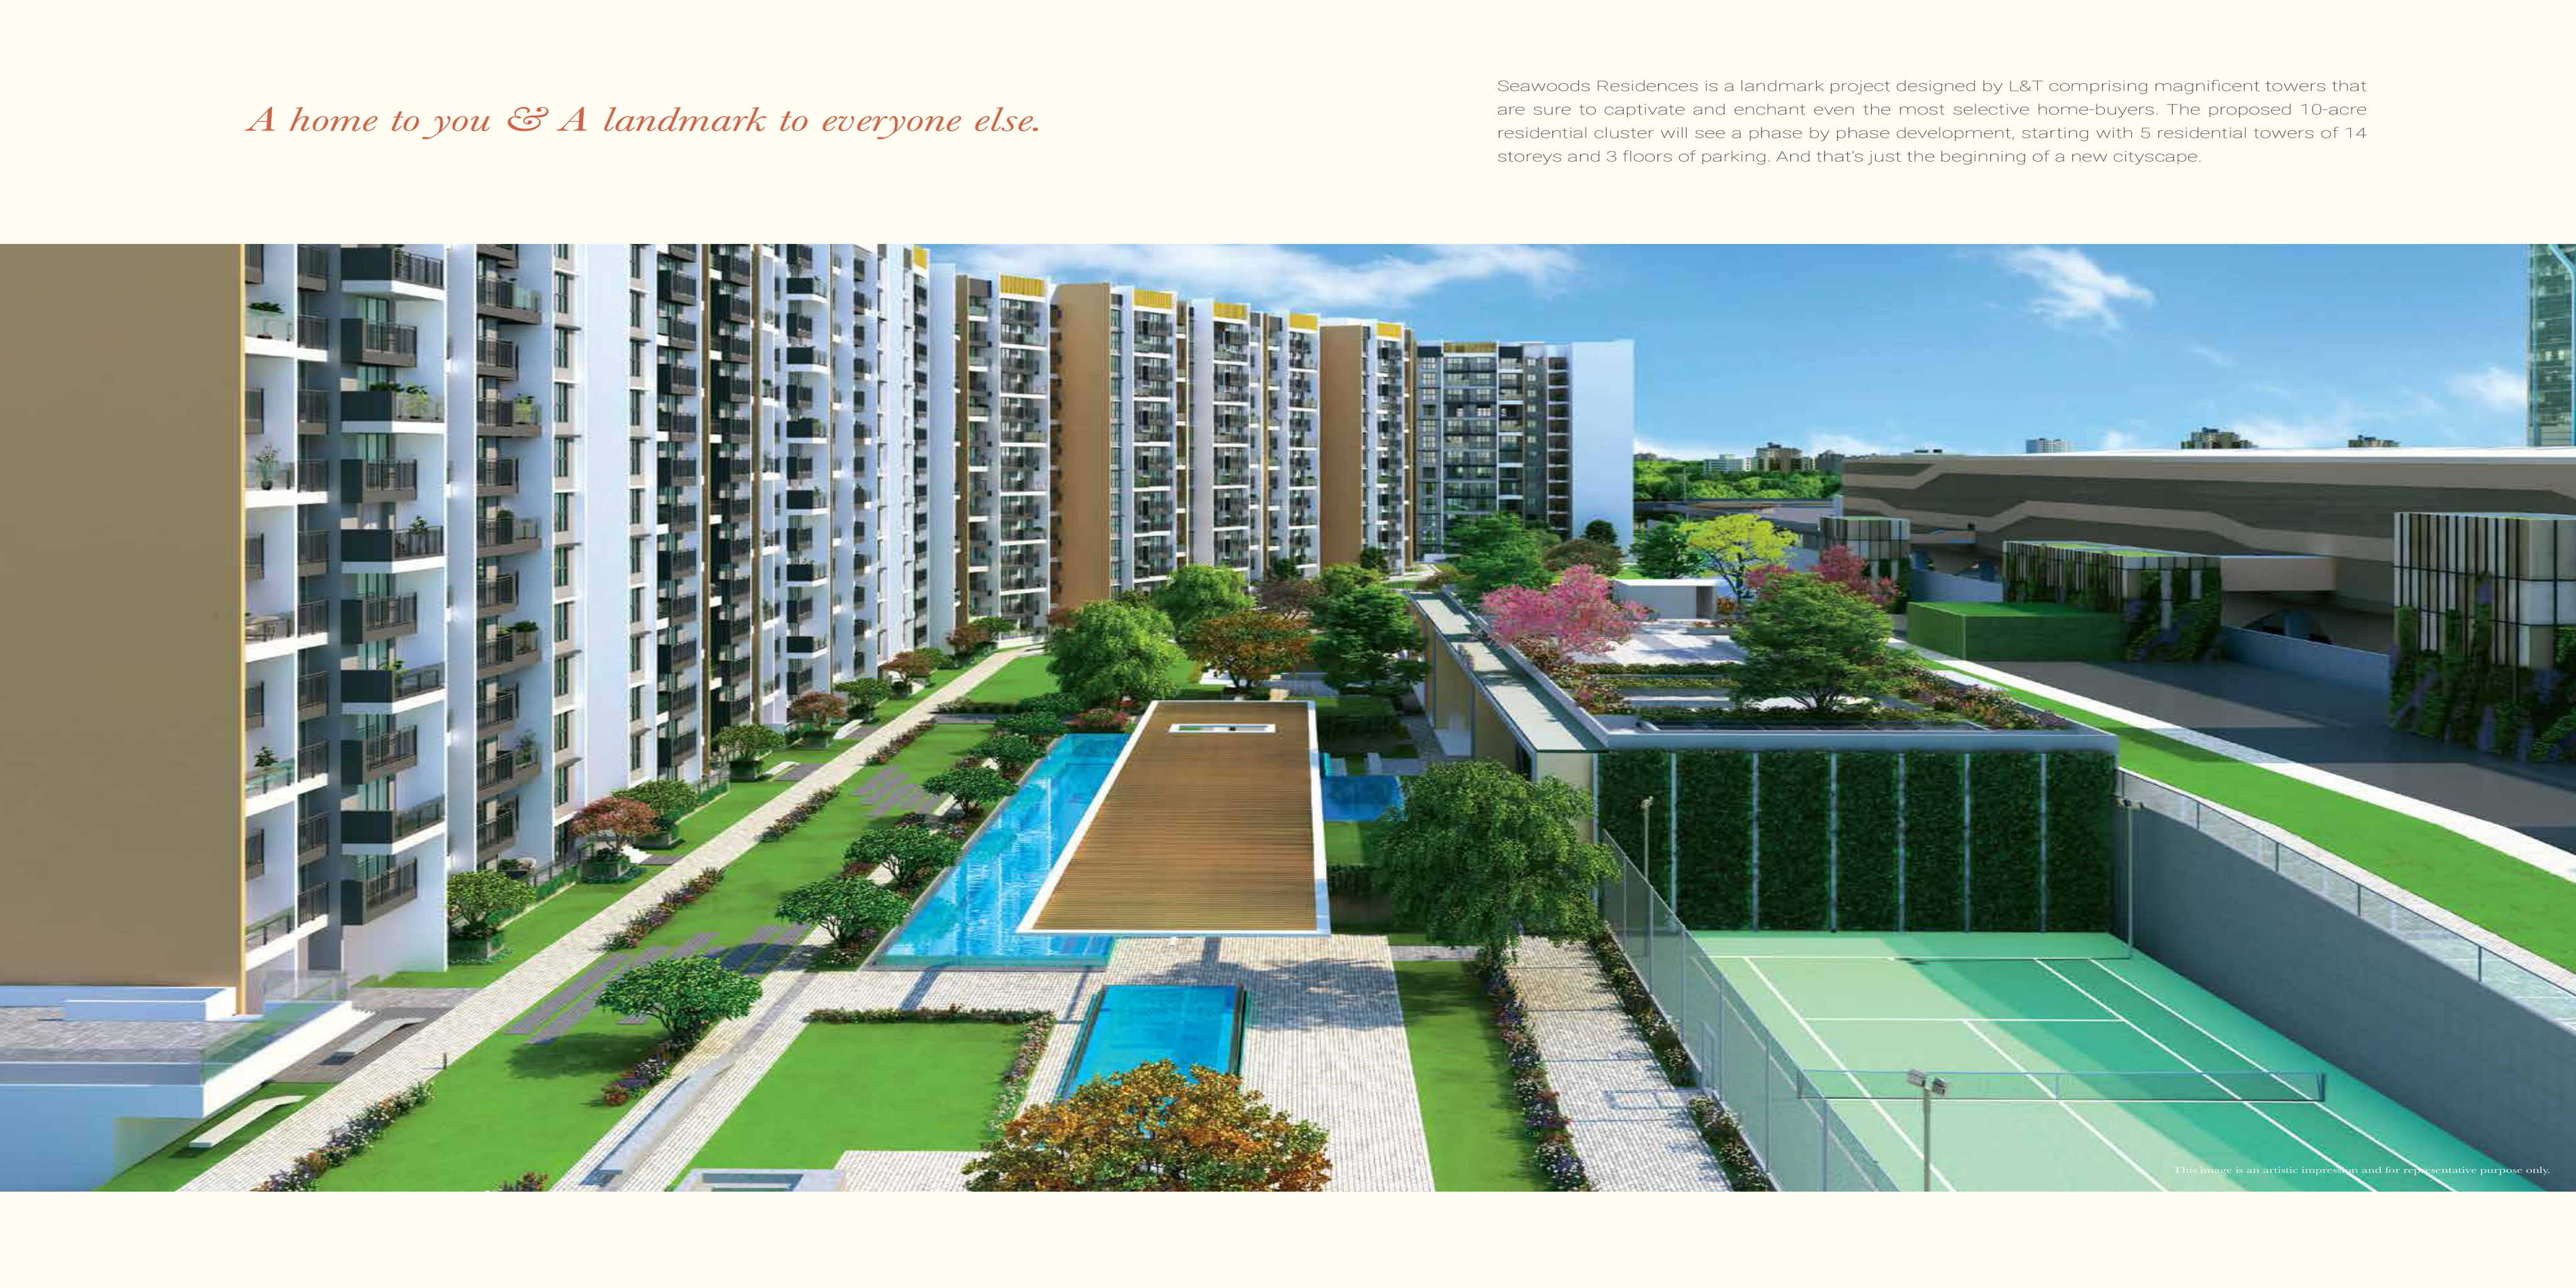 A home to you & A landmark to everyone else.
Seawoods Residences is a landmark project designed by L&T comprising magnificent towers that
are sure to captivate and enchant even the most selective home-buyers. The proposed 10-acre
residential cluster will see a phase by phase development, starting with 5 residential towers of 14
storeys and 3 floors of parking. And that's just the beginning of a new cityscape.
This image is an artistic impression and for representative purpose only.